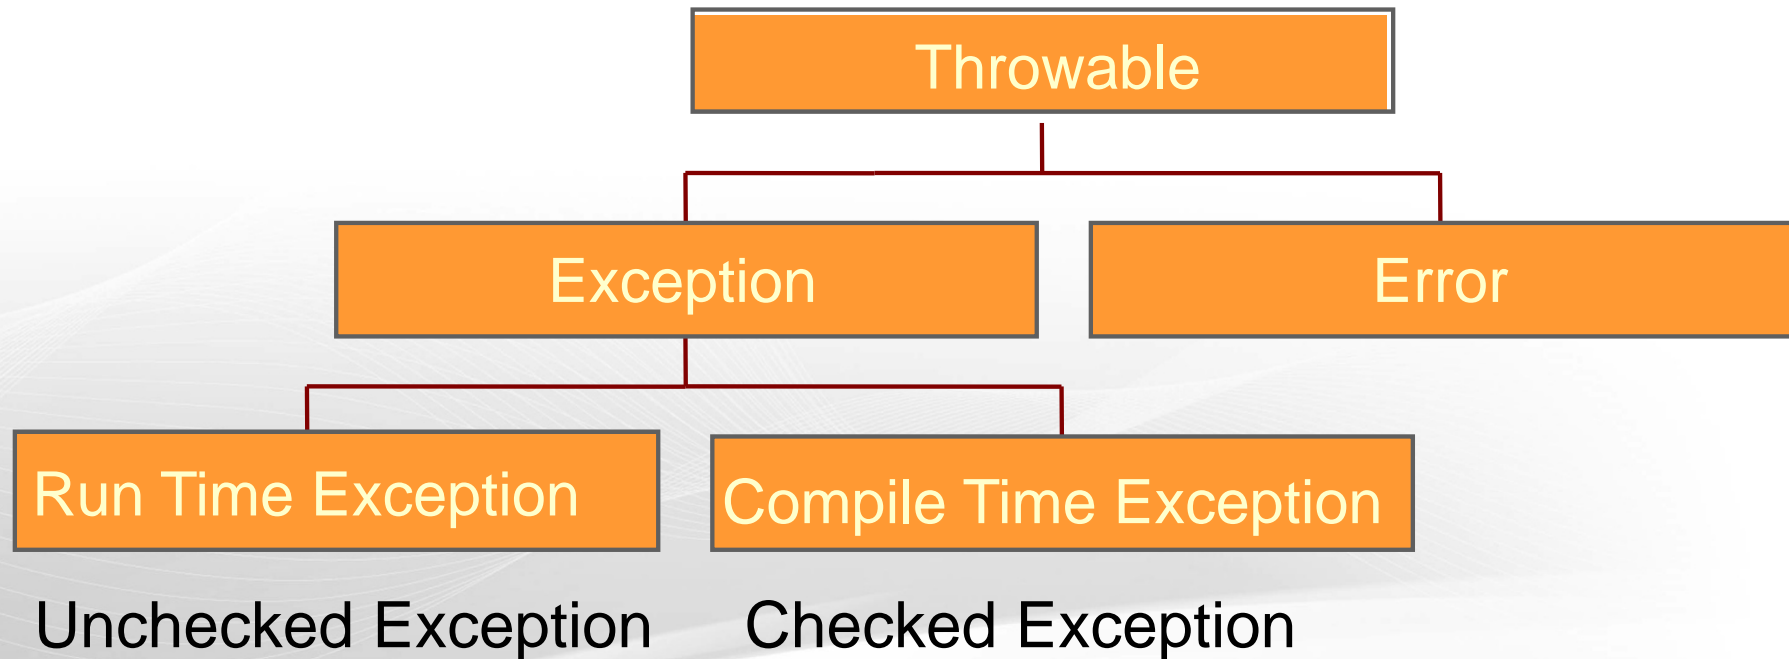 Throwable
Exception
Error
Run Time Exception
Compile Time Exception
Unchecked Exception
Checked Exception